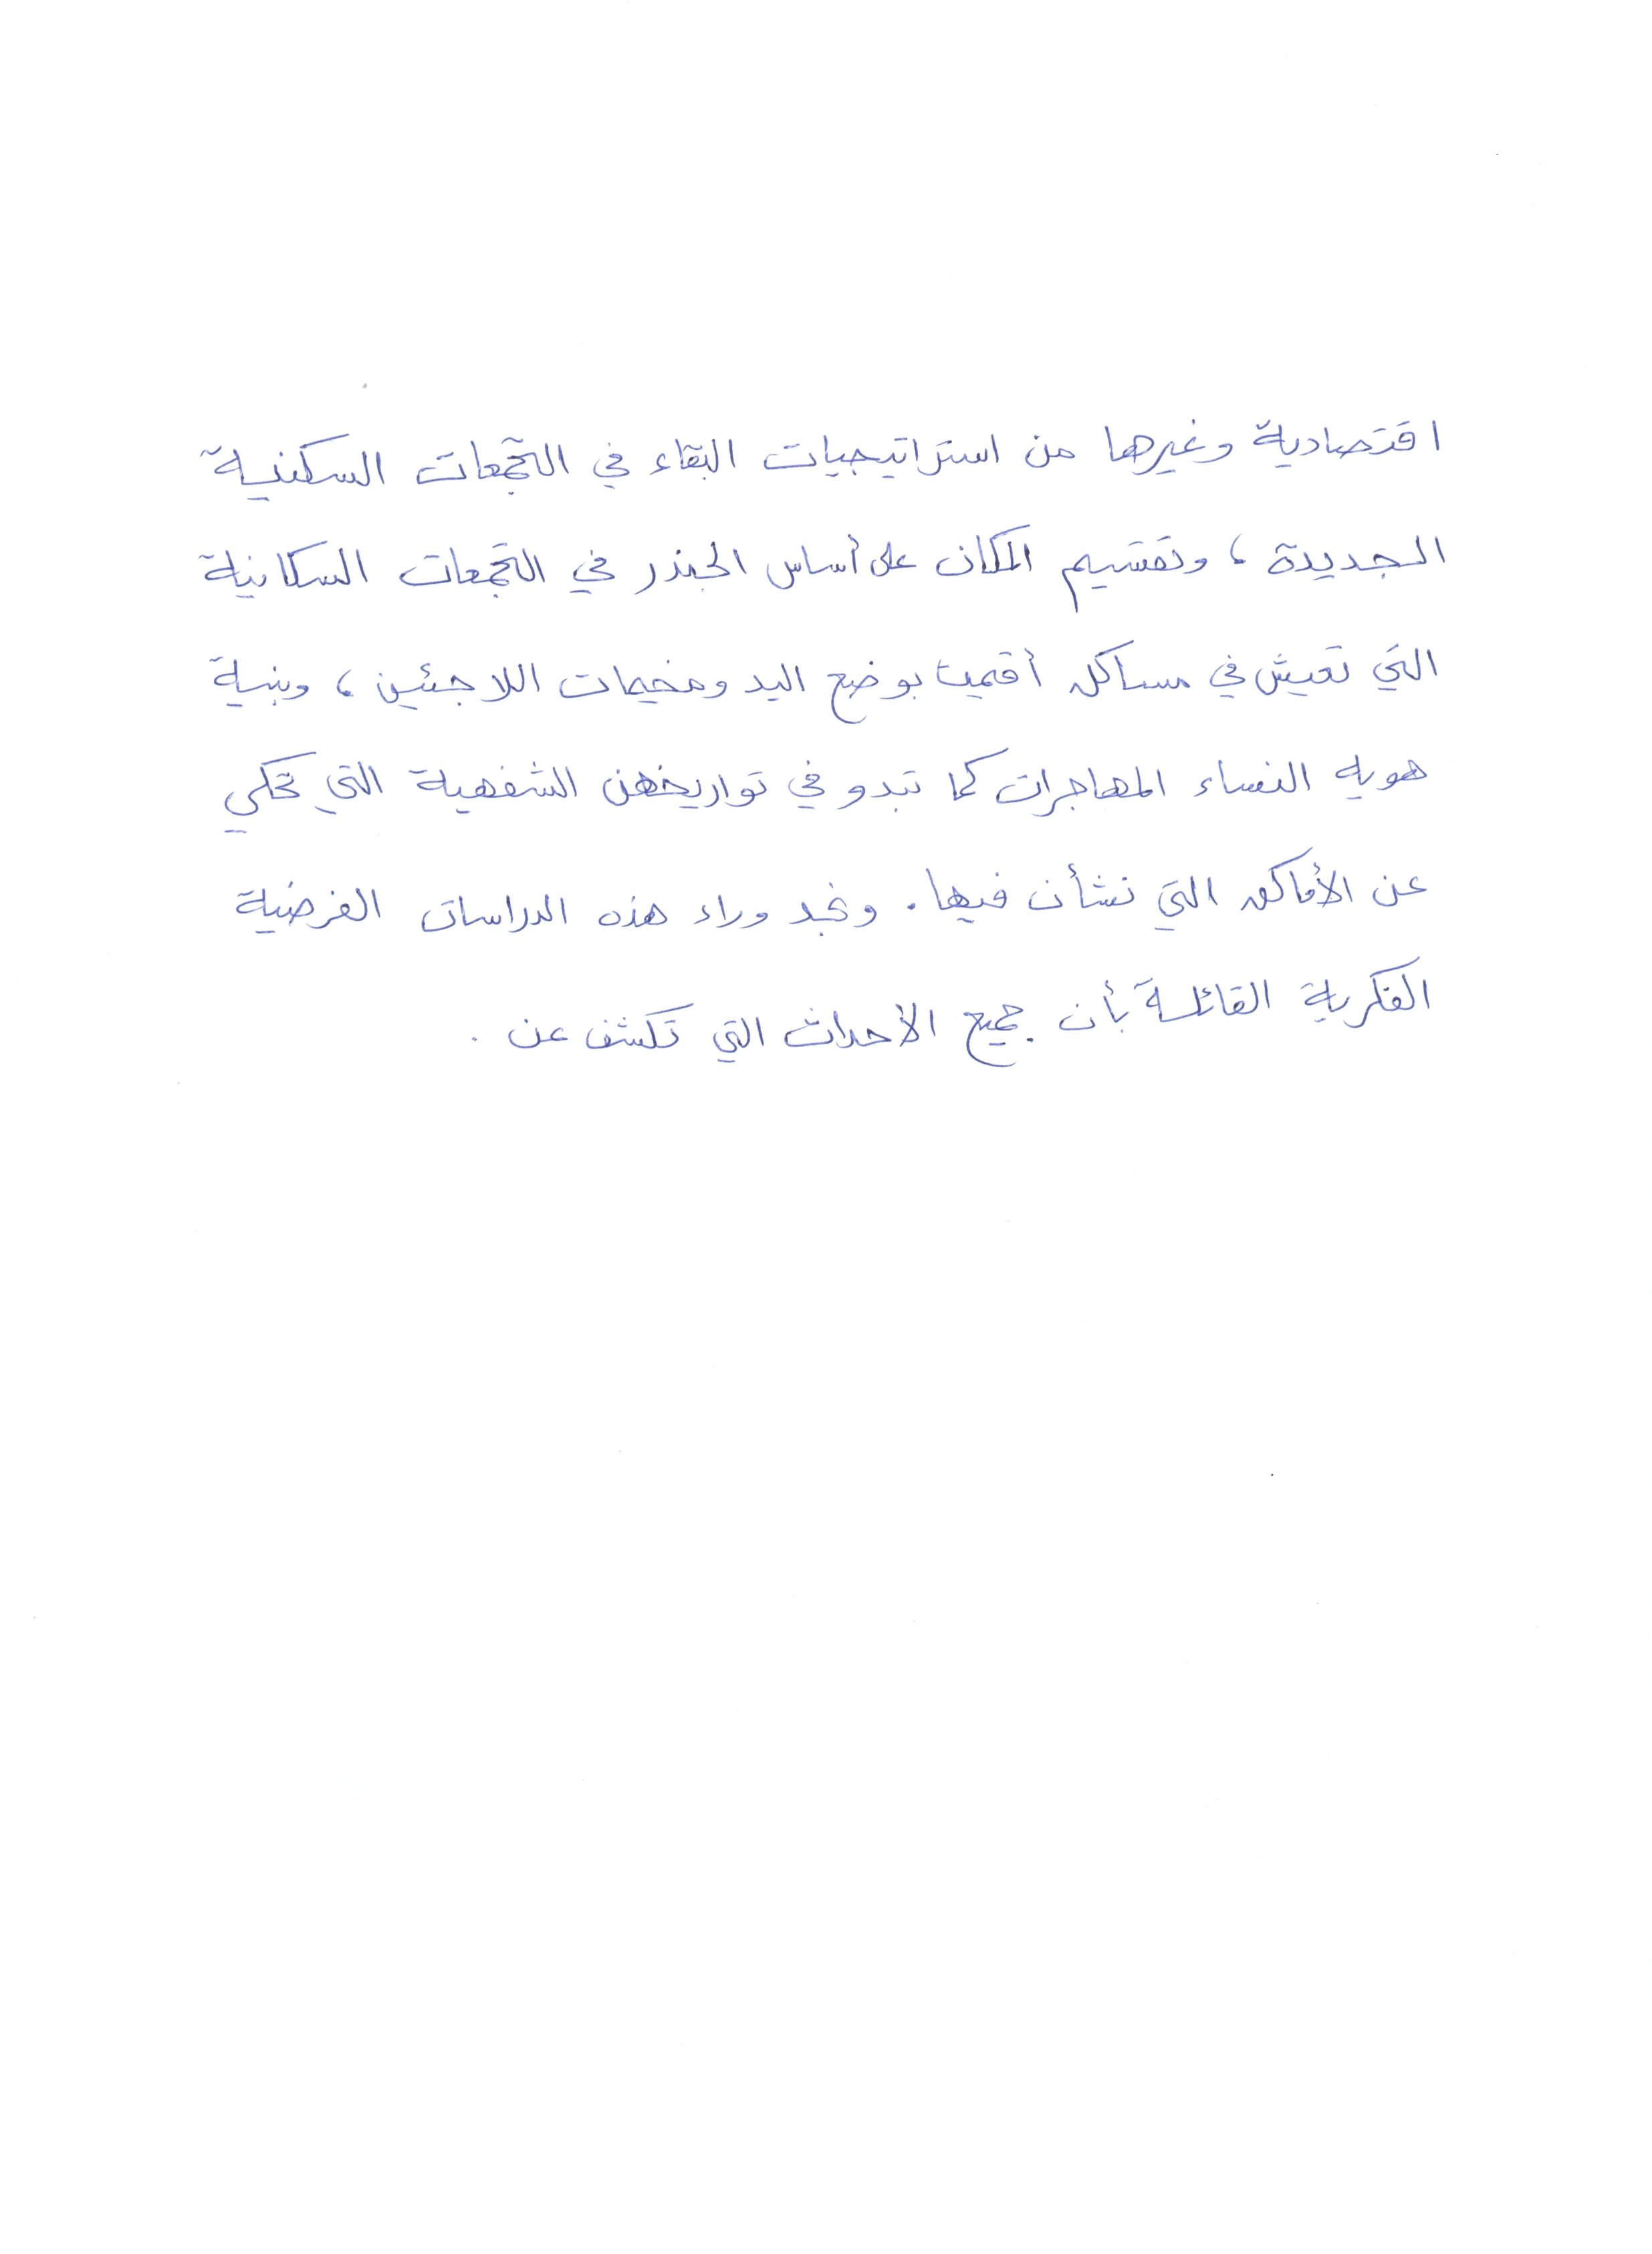 اقتصادية وغيرها من استراتيجيات البقاء في التجمعات السكنية
الجديدة ، وتقسيم المكان على أساس الجندر في التجمعات السكانية
التي تعيش في مساكن أقميت بوضع اليد ومخيمات اللاجئين ، وبنية
هويه النساء المهاجرات كما تبدو في تواريخهن الشفهية التي تحكي
عن الأماكن التي نشأن فيها . ونجد وراء هذه الدراسات الفرضية
الفكرية القائلة بأن جميع الأحداث التي تكشف عن .